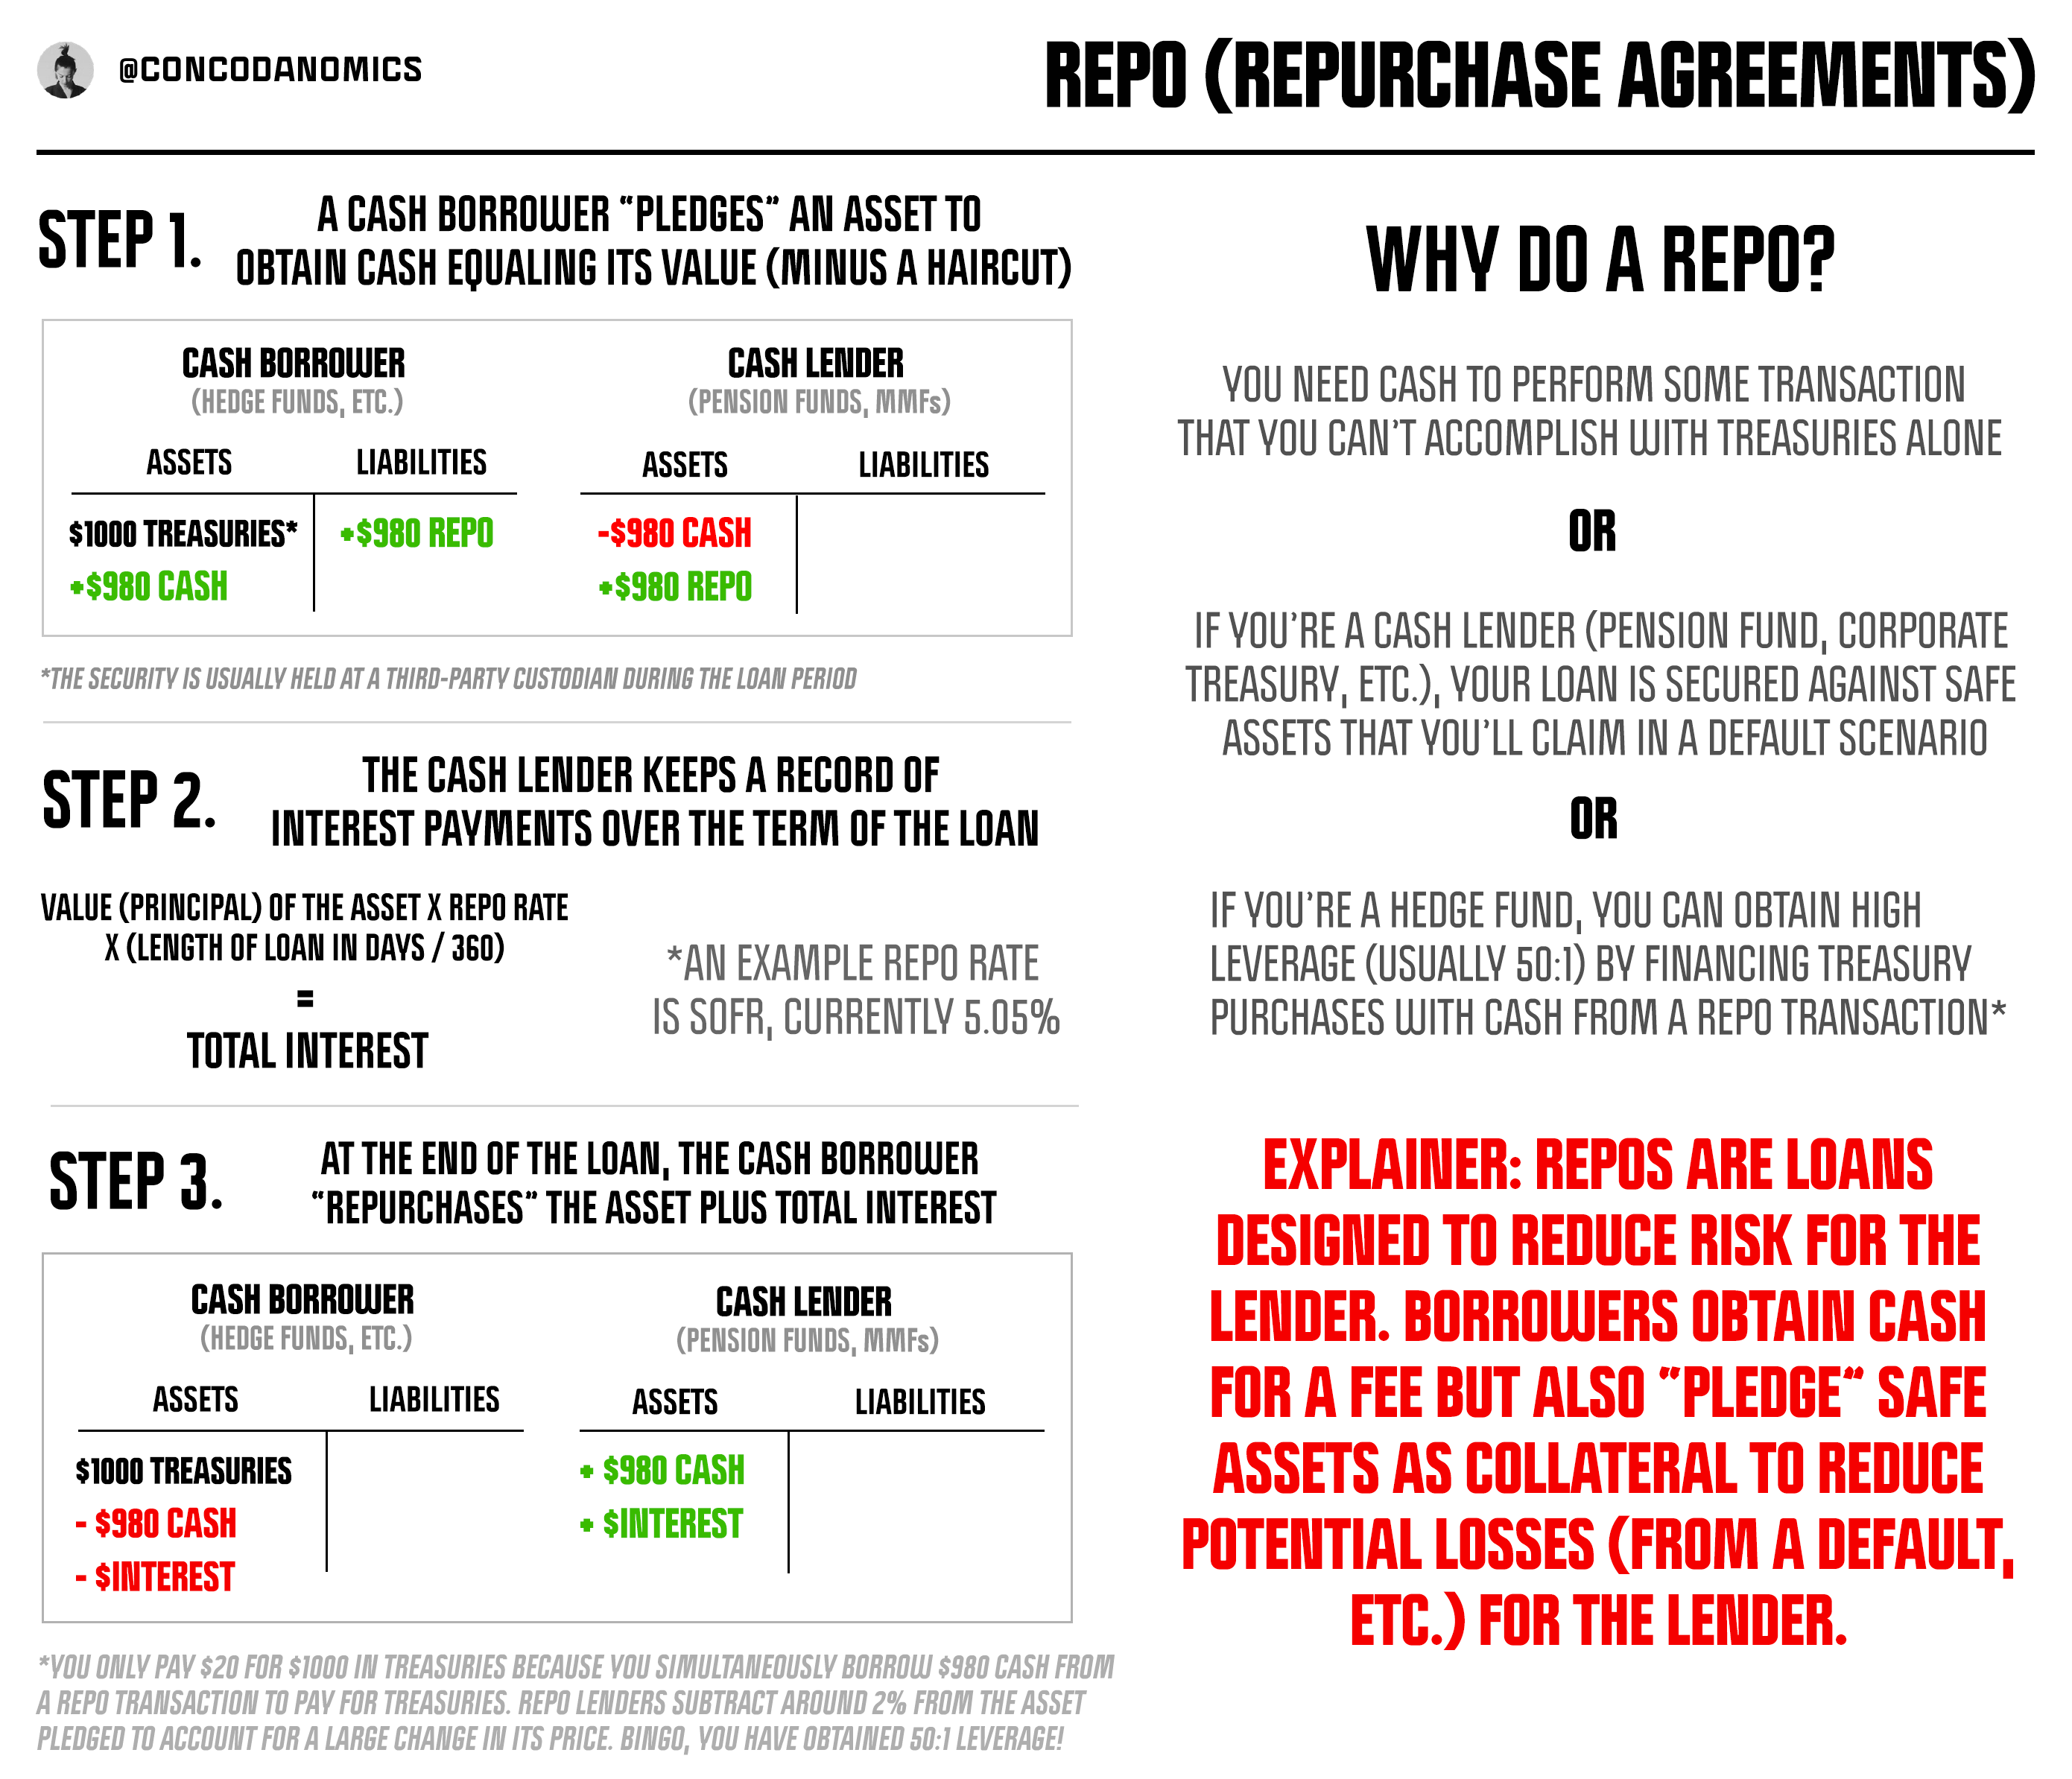 @CONCODANOMICS
REPO (REPURCHASE AGREEMENTS)
STEP 1.
A CASH BORROWER “PLEDGES” AN ASSET TO
OBTAIN CASH EQUALING ITS VALUE (MINUS A HAIRCUT)
CASH BORROWER
(HEDGE FUNDS, ETC.)
ASSETS
LIABILITIES
$1000 TREASURIES*
+$980 REPO
+$980 CASH
CASH LENDER
(PENSION FUNDS, MMFs)
ASSETS
LIABILITIES
-$980 CASH
+$980 REPO
*THE SECURITY IS USUALLY HELD AT A THIRD-PARTY CUSTODIAN DURING THE LOAN PERIOD
STEP 2.
THE CASH LENDER KEEPS A RECORD OF
INTEREST PAYMENTS OVER THE TERM OF THE LOAN
VALUE (PRINCIPAL) OF THE ASSET X REPO RATE
X (LENGTH OF LOAN IN DAYS / 360)
=
TOTAL INTEREST
*AN EXAMPLE REPO RATE
IS SOFR, CURRENTLY 5.05%
STEP 3.
AT THE END OF THE LOAN, THE CASH BORROWER
“REPURCHASES” THE ASSET PLUS TOTAL INTEREST
CASH BORROWER
(HEDGE FUNDS, ETC.)
ASSETS
LIABILITIES
$1000 TREASURIES
- $980 CASH
- $INTEREST
CASH LENDER
(PENSION FUNDS, MMFs)
ASSETS
LIABILITIES
+ $980 CASH
+ $INTEREST
*YOU ONLY PAY $20 FOR $1000 IN TREASURIES BECAUSE YOU SIMULTANEOUSLY BORROW $980 CASH FROM
A REPO TRANSACTION TO PAY FOR TREASURIES. REPO LENDERS SUBTRACT AROUND 2% FROM THE ASSET
PLEDGED TO ACCOUNT FOR A LARGE CHANGE IN ITS PRICE. BINGO, YOU HAVE OBTAINED 50:1 LEVERAGE!
WHY DO A REPO?
YOU NEED CASH TO PERFORM SOME TRANSACTION
THAT YOU CAN’T ACCOMPLISH WITH TREASURIES ALONE
OR
IF YOU’RE A CASH LENDER (PENSION FUND, CORPORATE
TREASURY, ETC.), YOUR LOAN IS SECURED AGAINST SAFE
ASSETS THAT YOU’LL CLAIM IN A DEFAULT SCENARIO
OR
IF YOU’RE A HEDGE FUND, YOU CAN OBTAIN HIGH
LEVERAGE (USUALLY 50:1) BY FINANCING TREASURY
PURCHASES WITH CASH FROM A REPO TRANSACTION*
EXPLAINER: REPOS ARE LOANS
DESIGNED TO REDUCE RISK FOR THE
LENDER. BORROWERS OBTAIN CASH
FOR A FEE BUT ALSO “PLEDGE” SAFE
ASSETS AS COLLATERAL TO REDUCE
POTENTIAL LOSSES (FROM A DEFAULT,
ETC.) FOR THE LENDER.